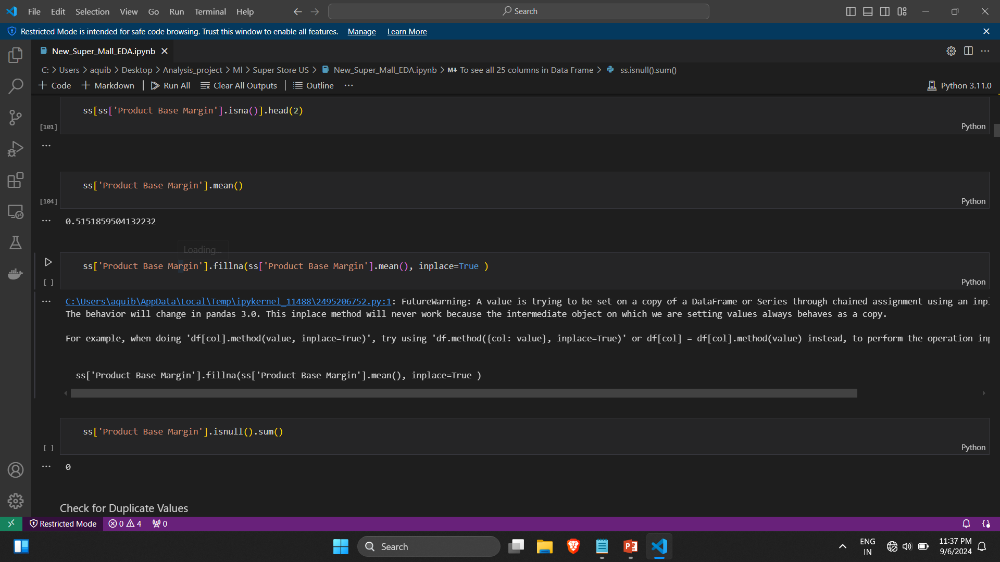 File Edit Selection View Go Run Terminal Help
Search
Restricted Mode is intended for safe code browsing. Trust this window to enable all features. Manage Learn More
New_Super_Mall_EDA.ipynb
C: > Users > aquib > Desktop > Analysis_project > Ml > Super Store US > New_Super_Mall_EDA.ipynb > M↓ To see all 25 columns in Data Frame > ss.isnull().sum()
+ Code + Markdown | Run All Clear All Outputs | Outline ...
Python 3.11.0
ss[ss['Product Base Margin'].isna()].head(2)
[101]
Python
...
ss['Product Base Margin'].mean()
[104]
Python
...
0.5151859504132232
Loading...
ss['Product Base Margin'].fillna(ss['Product Base Margin'].mean(), inplace=True )
[ ]
Python
...
C:\Users\aquib\AppData\Local\Temp\ipykernel_11488\2495206752.py:1: FutureWarning: A value is trying to be set on a copy of a DataFrame or Series through chained assignment using an inpl
The behavior will change in pandas 3.0. This inplace method will never work because the intermediate object on which we are setting values always behaves as a copy.
For example, when doing 'df[col].method(value, inplace=True)', try using 'df.method({col: value}, inplace=True)' or df[col] = df[col].method(value) instead, to perform the operation inp
ss['Product Base Margin'].fillna(ss['Product Base Margin'].mean(), inplace=True )
ss['Product Base Margin'].isnull().sum()
[ ]
Python
...
0
Check for Duplicate Values
Restricted Mode 0 4 0
Search
ENG
IN
11:37 PM
9/6/2024